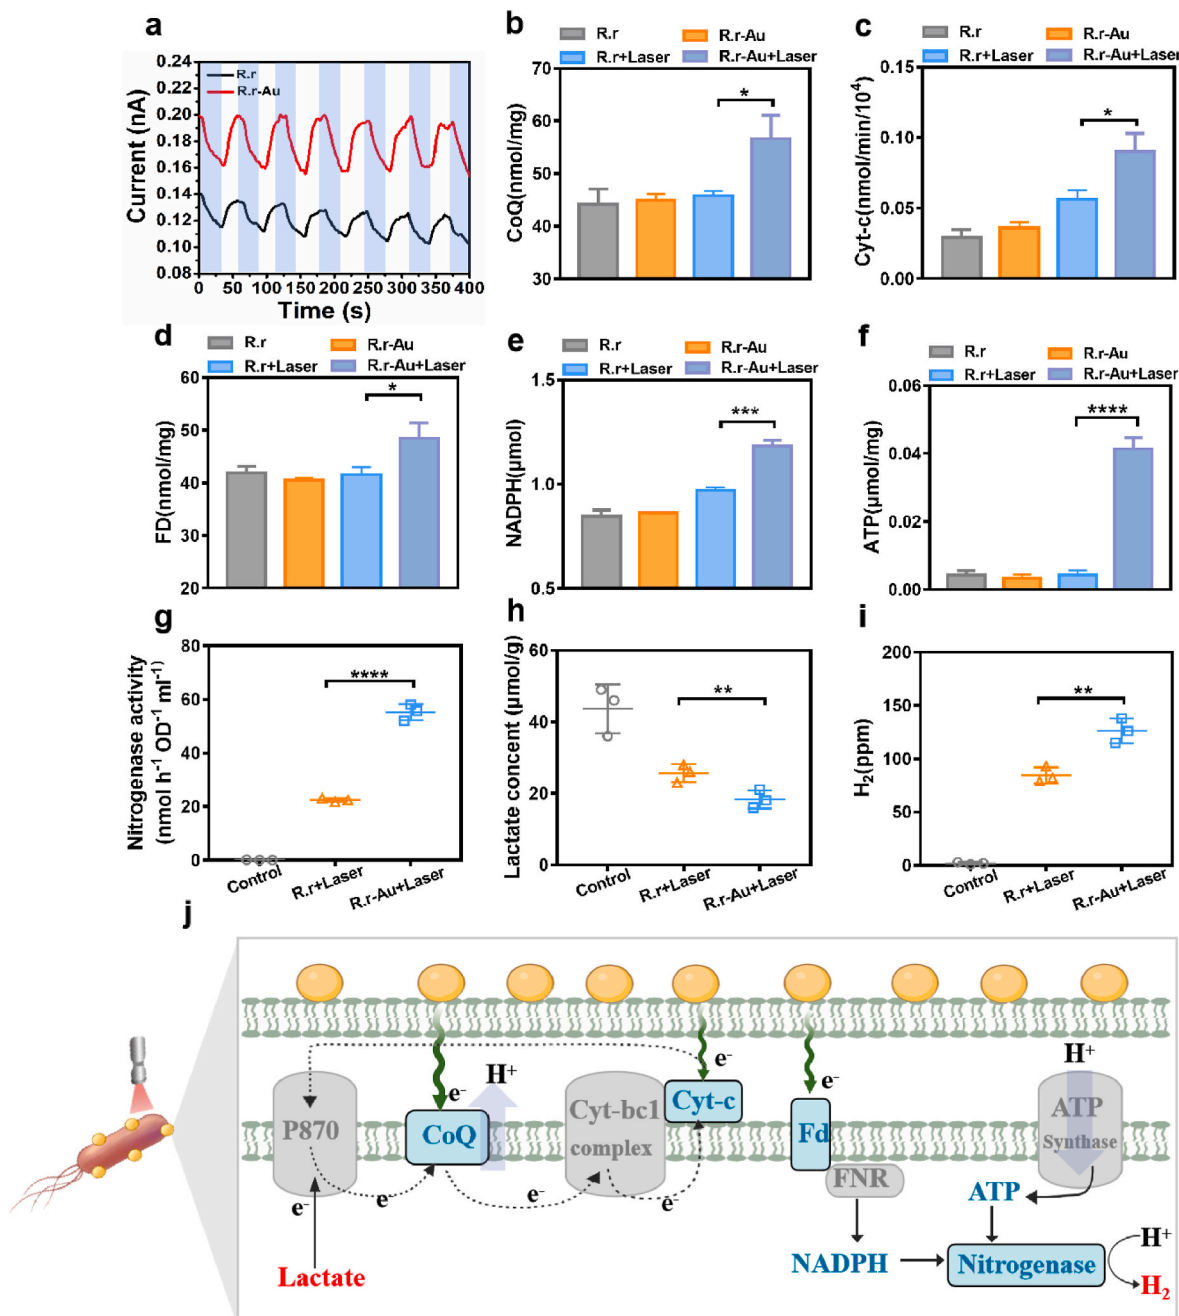 a
Current (nA)
0.24
0.22
0.20
0.18
0.16
0.14
0.12
0.10
0.08
R.r
R.r-Au
0 50 100 150 200 250 300 350 400
Time (s)
b
R.r
R.r-Au
R.r+Laser
R.r-Au+Laser
CoQ(nmol/mg)
70
60
50
40
30
*
c
R.r
R.r-Au
R.r+Laser
R.r-Au+Laser
Cyt-c(nmol/min/10⁴)
0.15
0.10
0.05
0.00
*
d
R.r
R.r-Au
R.r+Laser
R.r-Au+Laser
FD(nmol/mg)
60
50
40
30
20
*
e
R.r
R.r-Au
R.r+Laser
R.r-Au+Laser
NADPH(μmol)
1.5
1.0
0.5
***
f
R.r
R.r-Au
R.r+Laser
R.r-Au+Laser
ATP(μmol/mg)
0.06
0.04
0.02
0.00
****
g
Nitrogenase activity
(nmol h⁻¹ OD⁻¹ ml⁻¹)
80
60
40
20
0
****
Control
R.r+Laser
R.r-Au+Laser
h
Lactate concent (μmol/g)
60
40
20
0
**
Control
R.r+Laser
R.r-Au+Laser
i
H₂(ppm)
200
150
100
50
0
**
Control
R.r+Laser
R.r-Au+Laser
j
P870
e⁻
Lactate
e⁻
e⁻
CoQ
H⁺
e⁻
Cyt-bc1
complex
e⁻
Cyt-c
e⁻
e⁻
Fd
FNR
NADPH
H⁺
ATP
Synthase
ATP
Nitrogenase
H⁺
H₂